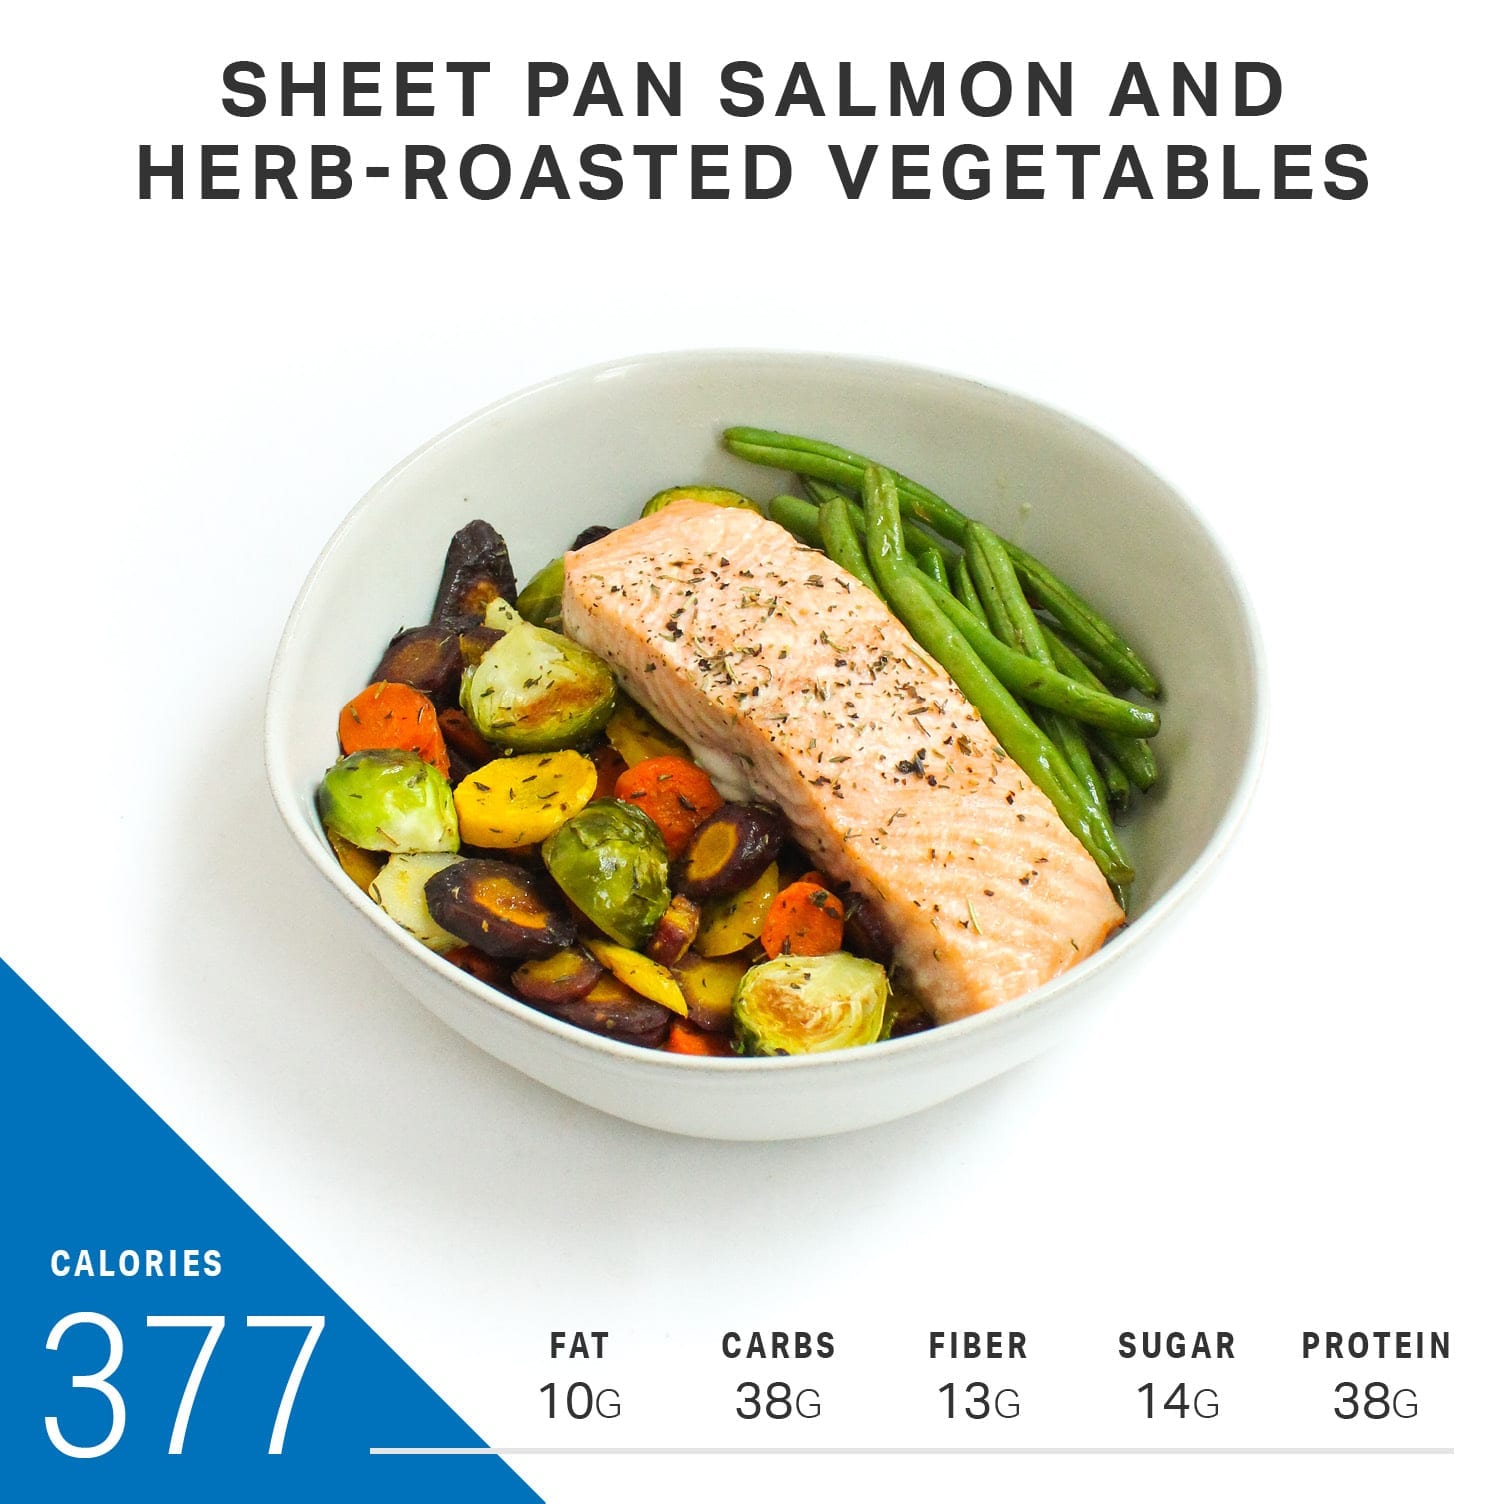 SHEET PAN SALMON AND
HERB-ROASTED VEGETABLES
CALORIES
377
FAT CARBS FIBER SUGAR PROTEIN
10G 38G 13G 14G 38G